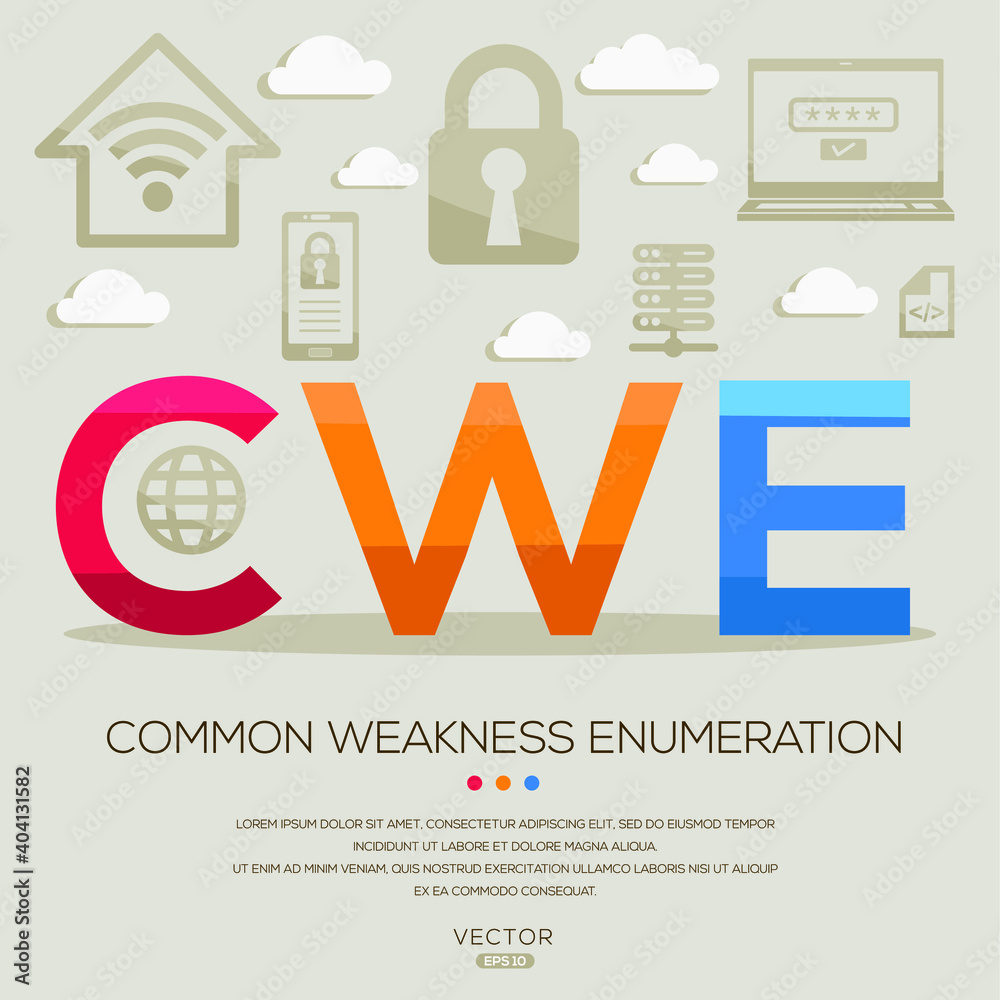 ****
</>
CWE
COMMON WEAKNESS ENUMERATION
LOREM IPSUM DOLOR SIT AMET, CONSECTETUR ADIPISCING ELIT, SED DO EIUSMOD TEMPOR
INCIDIDUNT UT LABORE ET DOLORE MAGNA ALIQUA.
UT ENIM AD MINIM VENIAM, QUIS NOSTRUD EXERCITATION ULLAMCO LABORIS NISI UT ALIQUIP
EX EA COMMODO CONSEQUAT.
VECTOR
EPS 10
Adobe Stock | #404131582